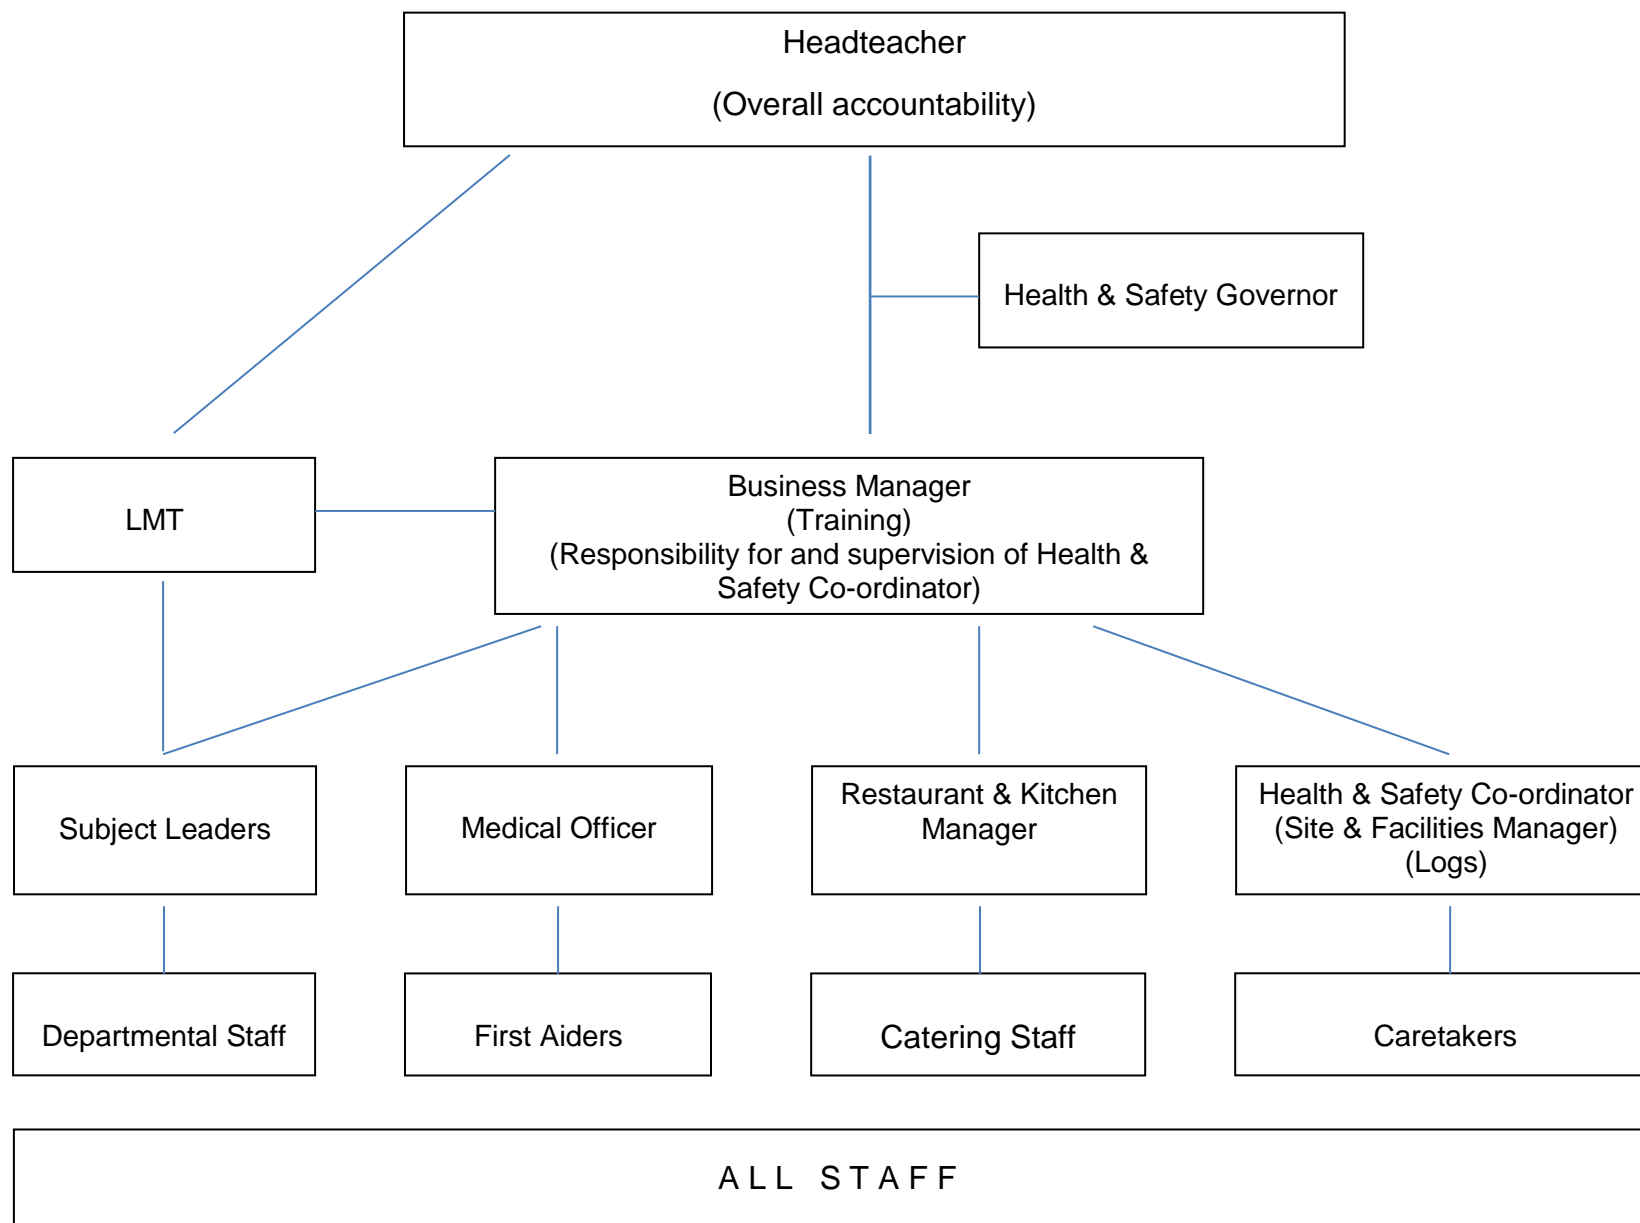 Headteacher
(Overall accountability)
Health & Safety Governor
LMT
Business Manager
(Training)
(Responsibility for and supervision of Health &
Safety Co-ordinator)
Subject Leaders
Medical Officer
Restaurant & Kitchen
Manager
Health & Safety Co-ordinator
(Site & Facilities Manager)
(Logs)
Departmental Staff
First Aiders
Catering Staff
Caretakers
A L L   S T A F F